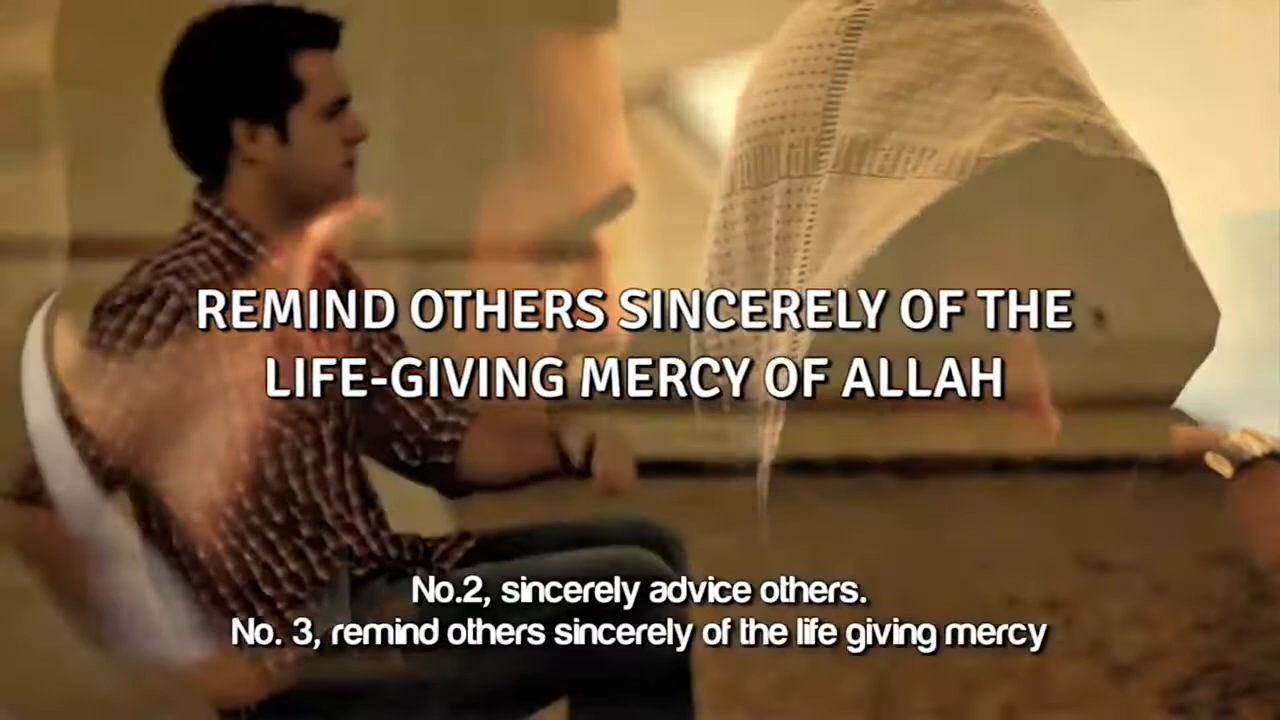 REMIND OTHERS SINCERELY OF THE
LIFE-GIVING MERCY OF ALLAH
No.2, sincerely advice others.
No. 3, remind others sincerely of the life giving mercy